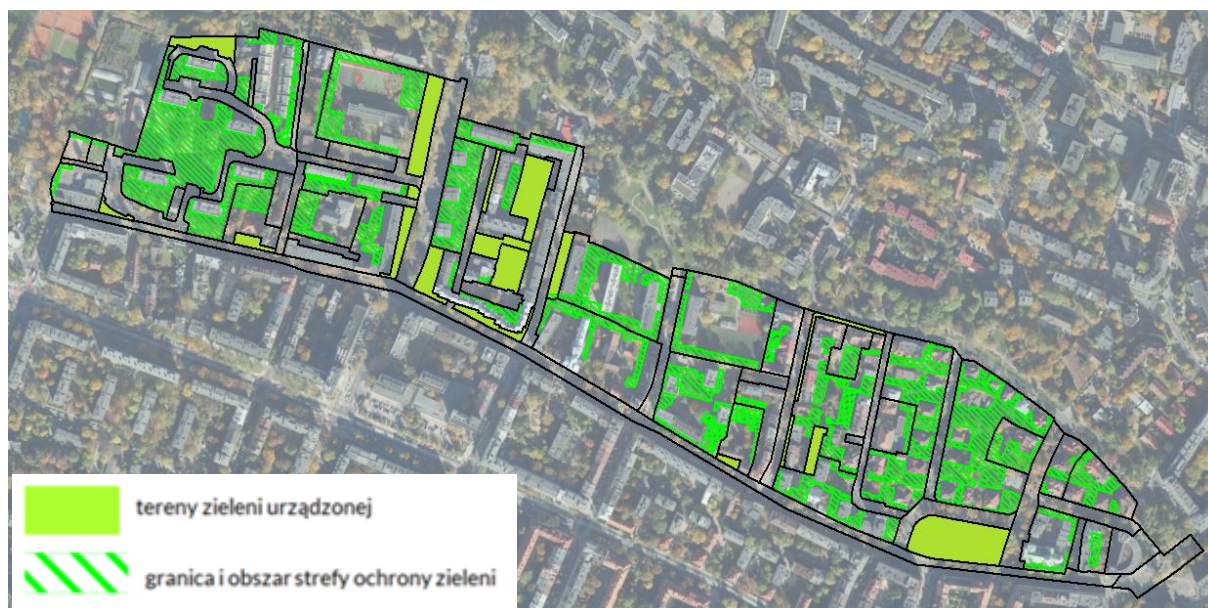 tereny zieleni urządzonej
granica i obszar strefy ochrony zieleni